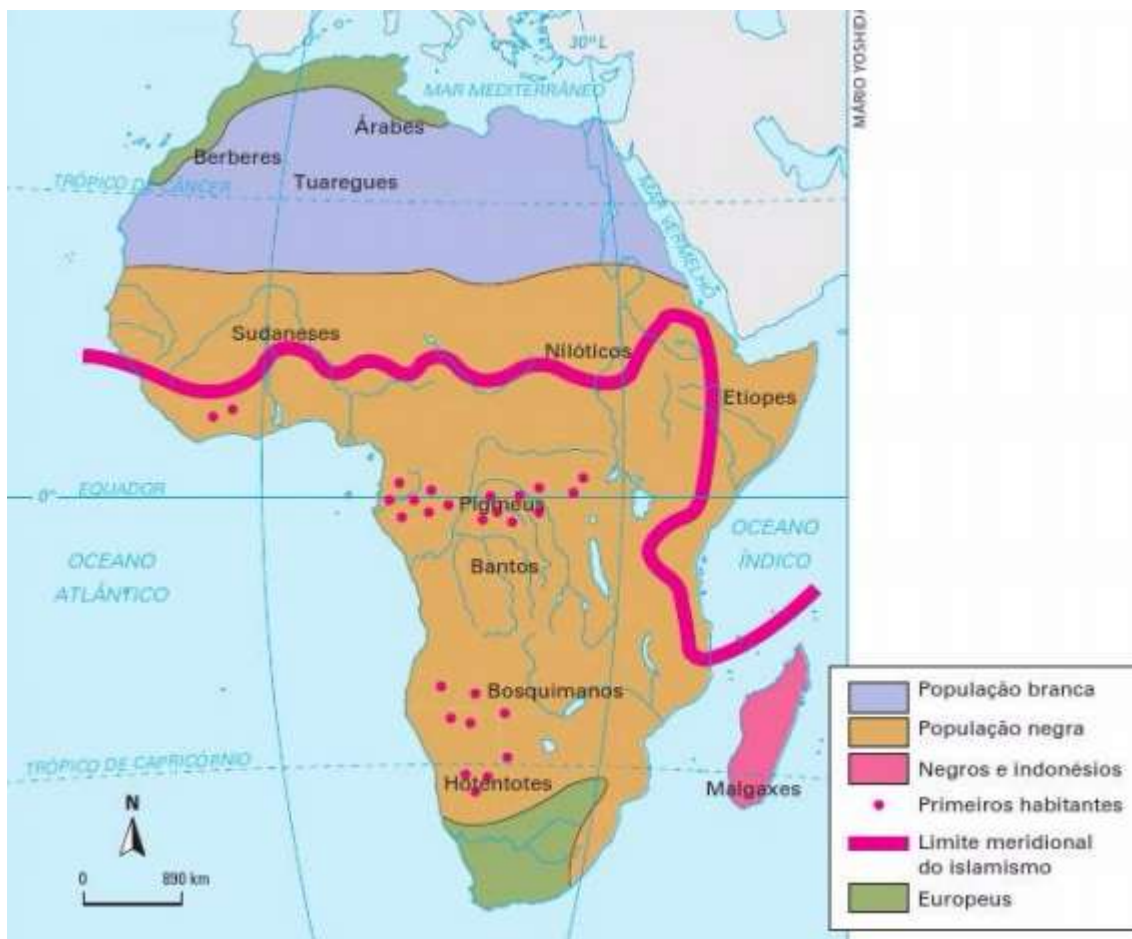 MÁRIO YOSHIDA
30º L
MAR MEDITERRÂNEO
Árabes
Berberes
TRÓPICO DE CÂNCER
Tuaregues
MAR VERMELHO
Sudaneses
Nilóticos
Etíopes
0º
EQUADOR
Pigmeus
OCEANO
ATLÂNTICO
OCEANO
ÍNDICO
Bantos
Bosquimanos
TRÓPICO DE CAPRICÓRNIO
Hotentotes
Malgaxes
N
0 890 km
População branca
População negra
Negros e indonésios
Primeiros habitantes
Limite meridional
do islamismo
Europeus